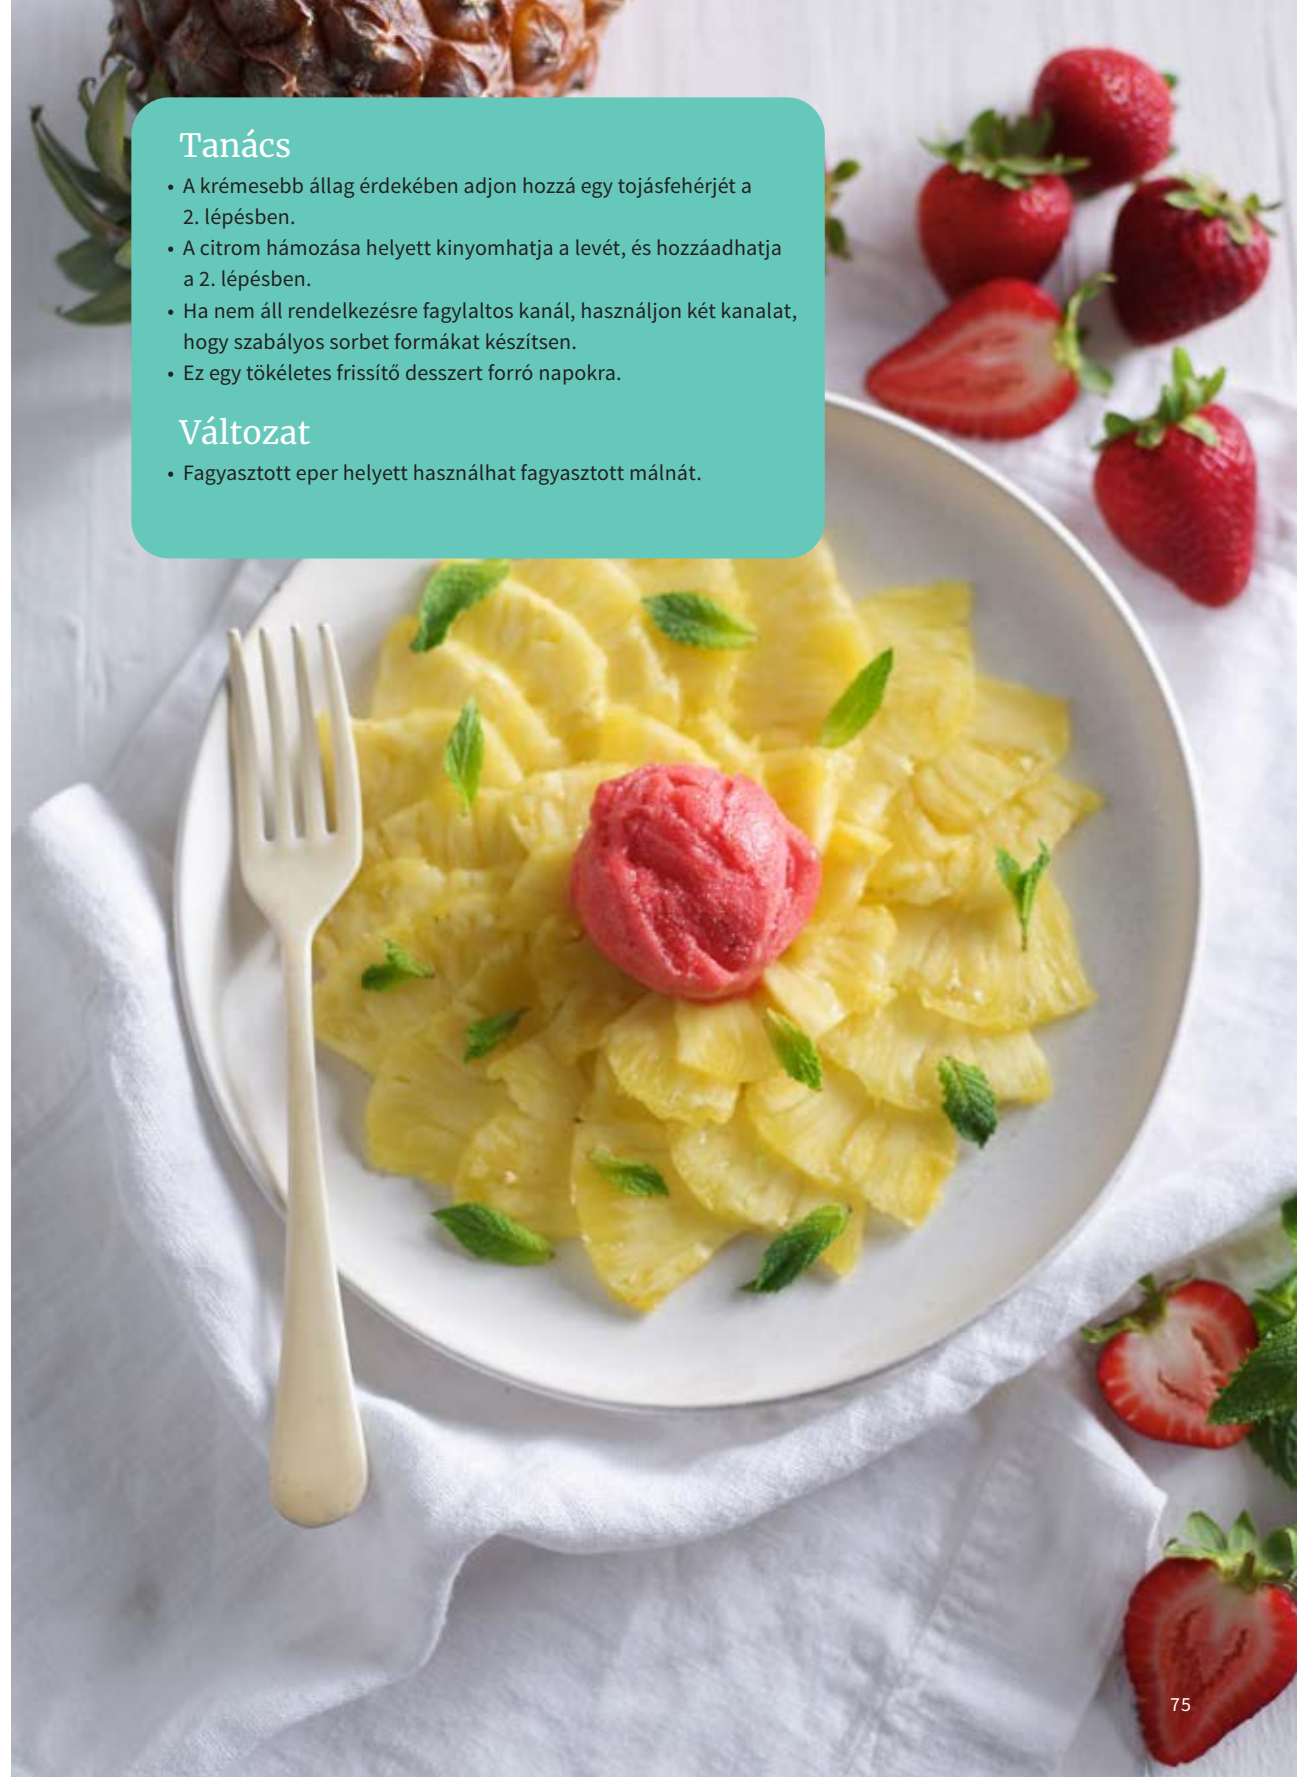 Tanács
• A krémesebb állag érdekében adjon hozzá egy tojásfehérjét a
2. lépésben.
• A citrom hámozása helyett kinyomhatja a levét, és hozzáadhatja
a 2. lépésben.
• Ha nem áll rendelkezésre fagylaltos kanál, használjon két kanalat,
hogy szabályos sorbet formákat készítsen.
• Ez egy tökéletes frissítő desszert forró napokra.
Változat
• Fagyasztott eper helyett használhat fagyasztott málnát.
75